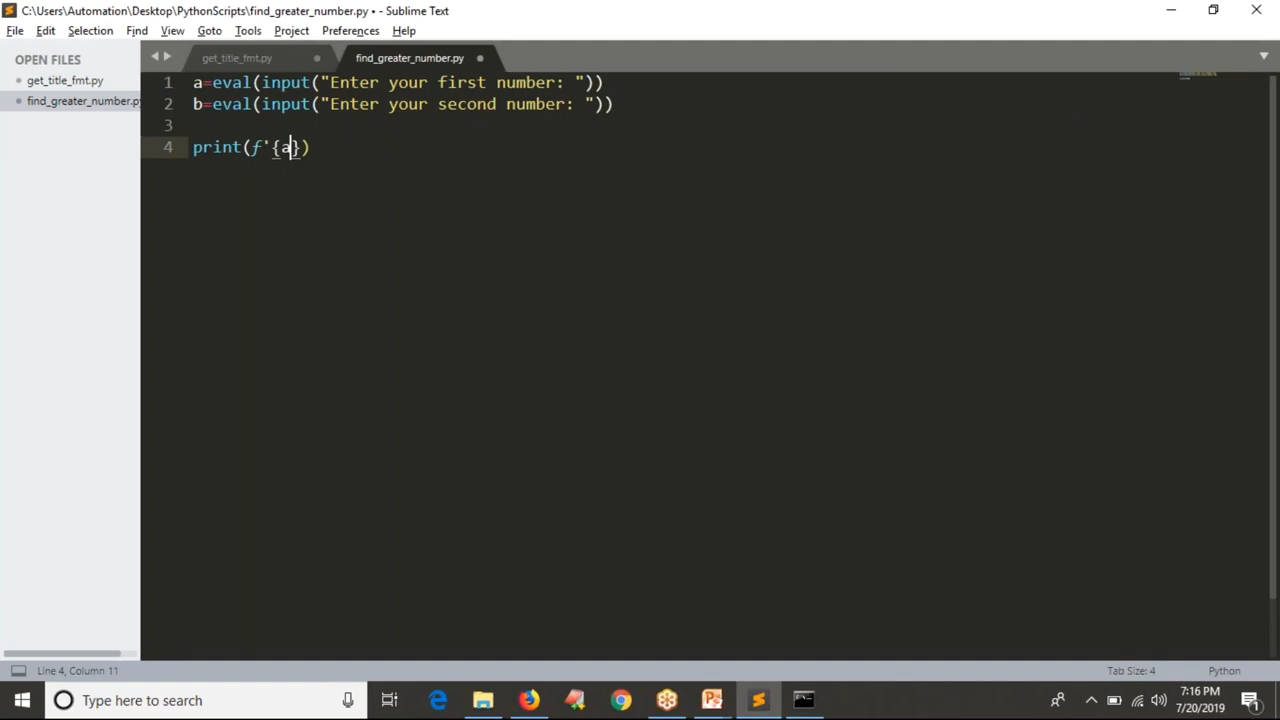 C:\Users\Automation\Desktop\PythonScripts\find_greater_number.py • - Sublime Text
File Edit Selection Find View Goto Tools Project Preferences Help
OPEN FILES
get_title_fmt.py
find_greater_number.py
get_title_fmt.py
find_greater_number.py
1 a=eval(input("Enter your first number: "))
2 b=eval(input("Enter your second number: "))
3
4 print(f'{a})
Line 4, Column 11
Tab Size: 4
Python
Type here to search
7:16 PM
7/20/2019
1